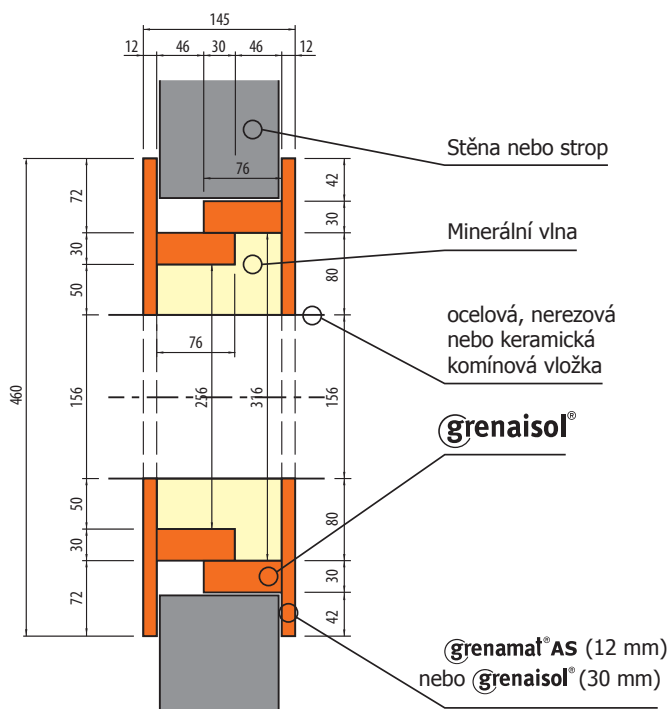 145
12 46 30 46 12
Stěna nebo strop
76
72
42
30
30
Minerální vlna
50
80
ocelová, nerezová
nebo keramická
komínová vložka
76
460
156
256
316
156
grenaisol®
50
80
30
30
72
42
grenamat® AS (12 mm)
nebo grenaisol® (30 mm)